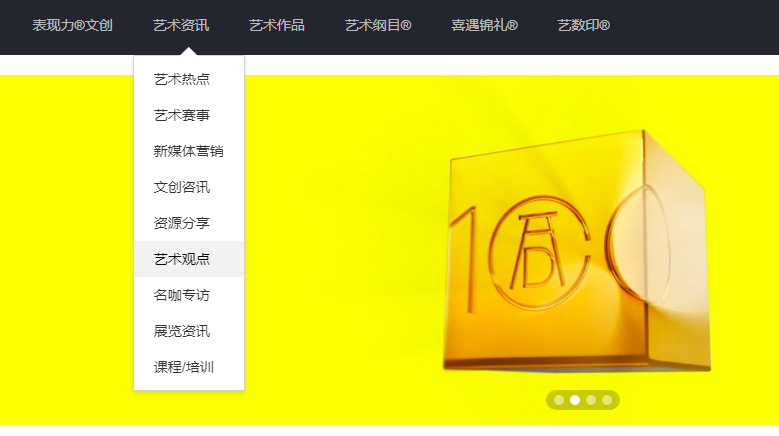 表现力®文创 艺术资讯 艺术作品 艺术纲目® 喜遇锦礼® 艺数印®
艺术热点
艺术赛事
新媒体营销
文创咨讯
资源分享
艺术观点
名咖专访
展览资讯
课程/培训
100